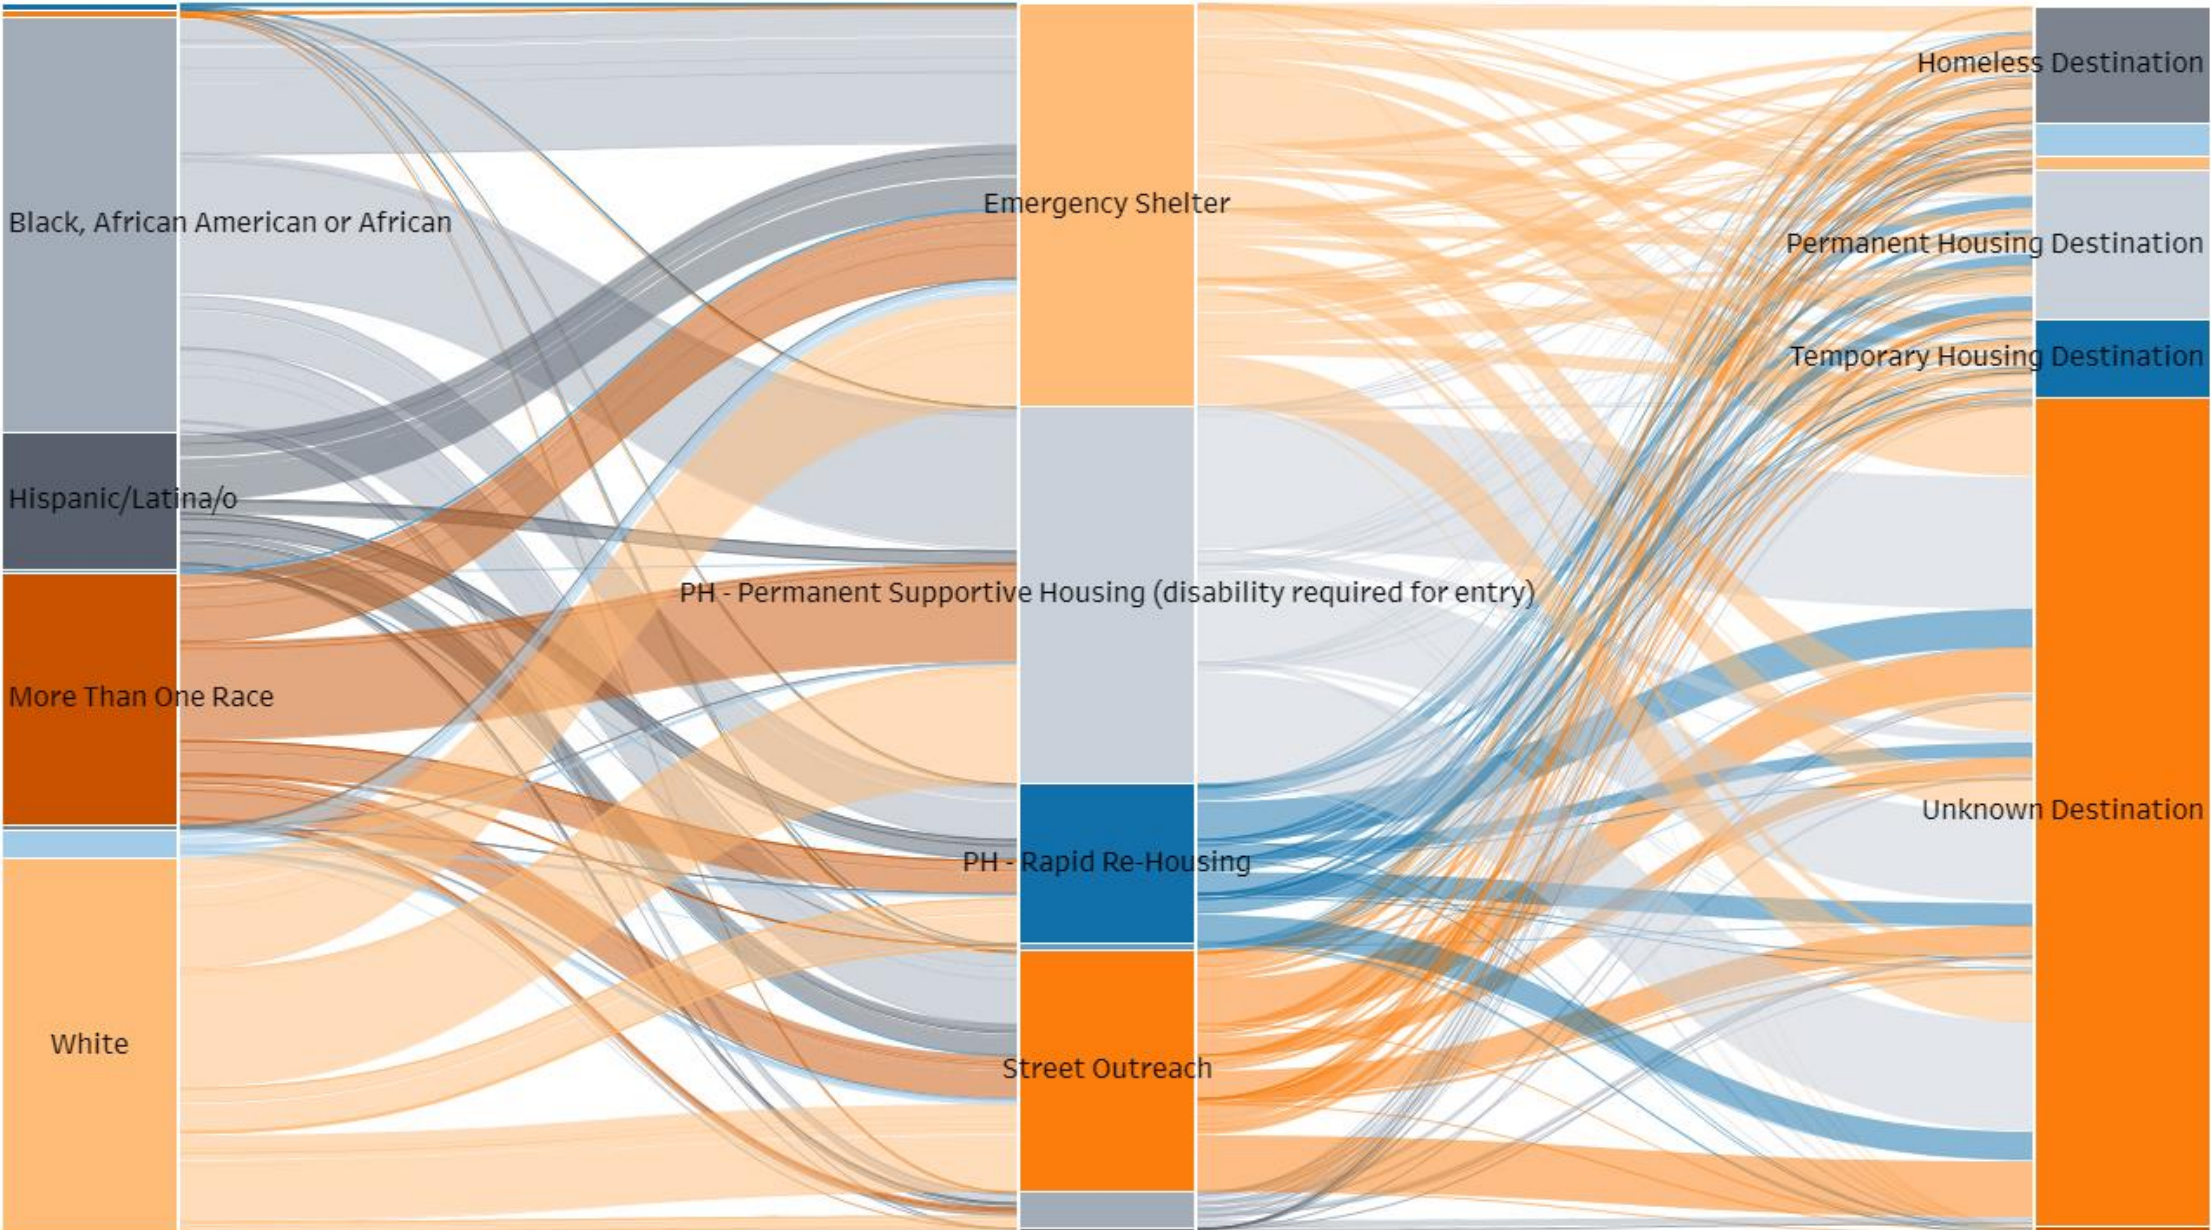 Black, African American or African
Hispanic/Latina/o
More Than One Race
White
Emergency Shelter
PH - Permanent Supportive Housing (disability required for entry)
PH - Rapid Re-Housing
Street Outreach
Homeless Destination
Permanent Housing Destination
Temporary Housing Destination
Unknown Destination